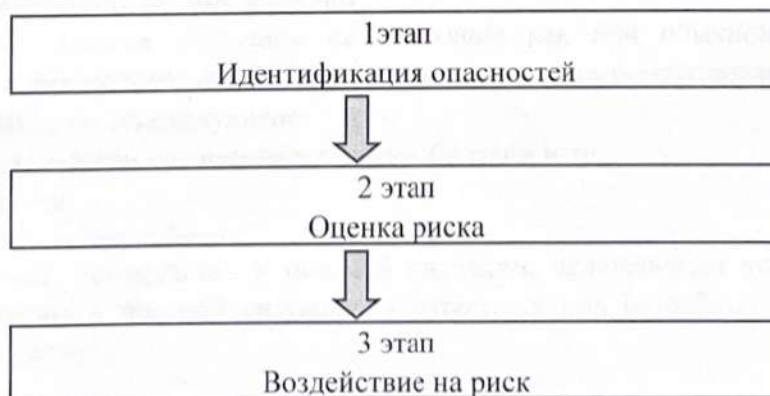 1этап
Идентификация опасностей
2 этап
Оценка риска
3 этап
Воздействие на риск